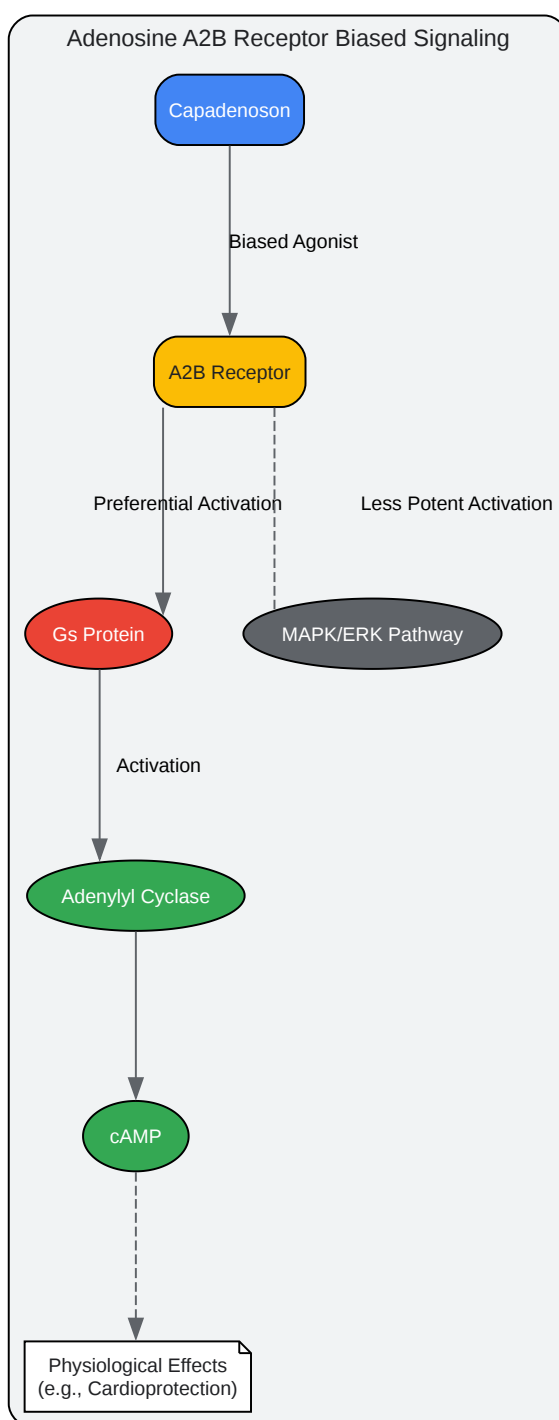 Adenosine A2B Receptor Biased Signaling
Capadenoson
Biased Agonist
A2B Receptor
Preferential Activation
Less Potent Activation
Gs Protein
MAPK/ERK Pathway
Activation
Adenylyl Cyclase
cAMP
Physiological Effects
(e.g., Cardioprotection)